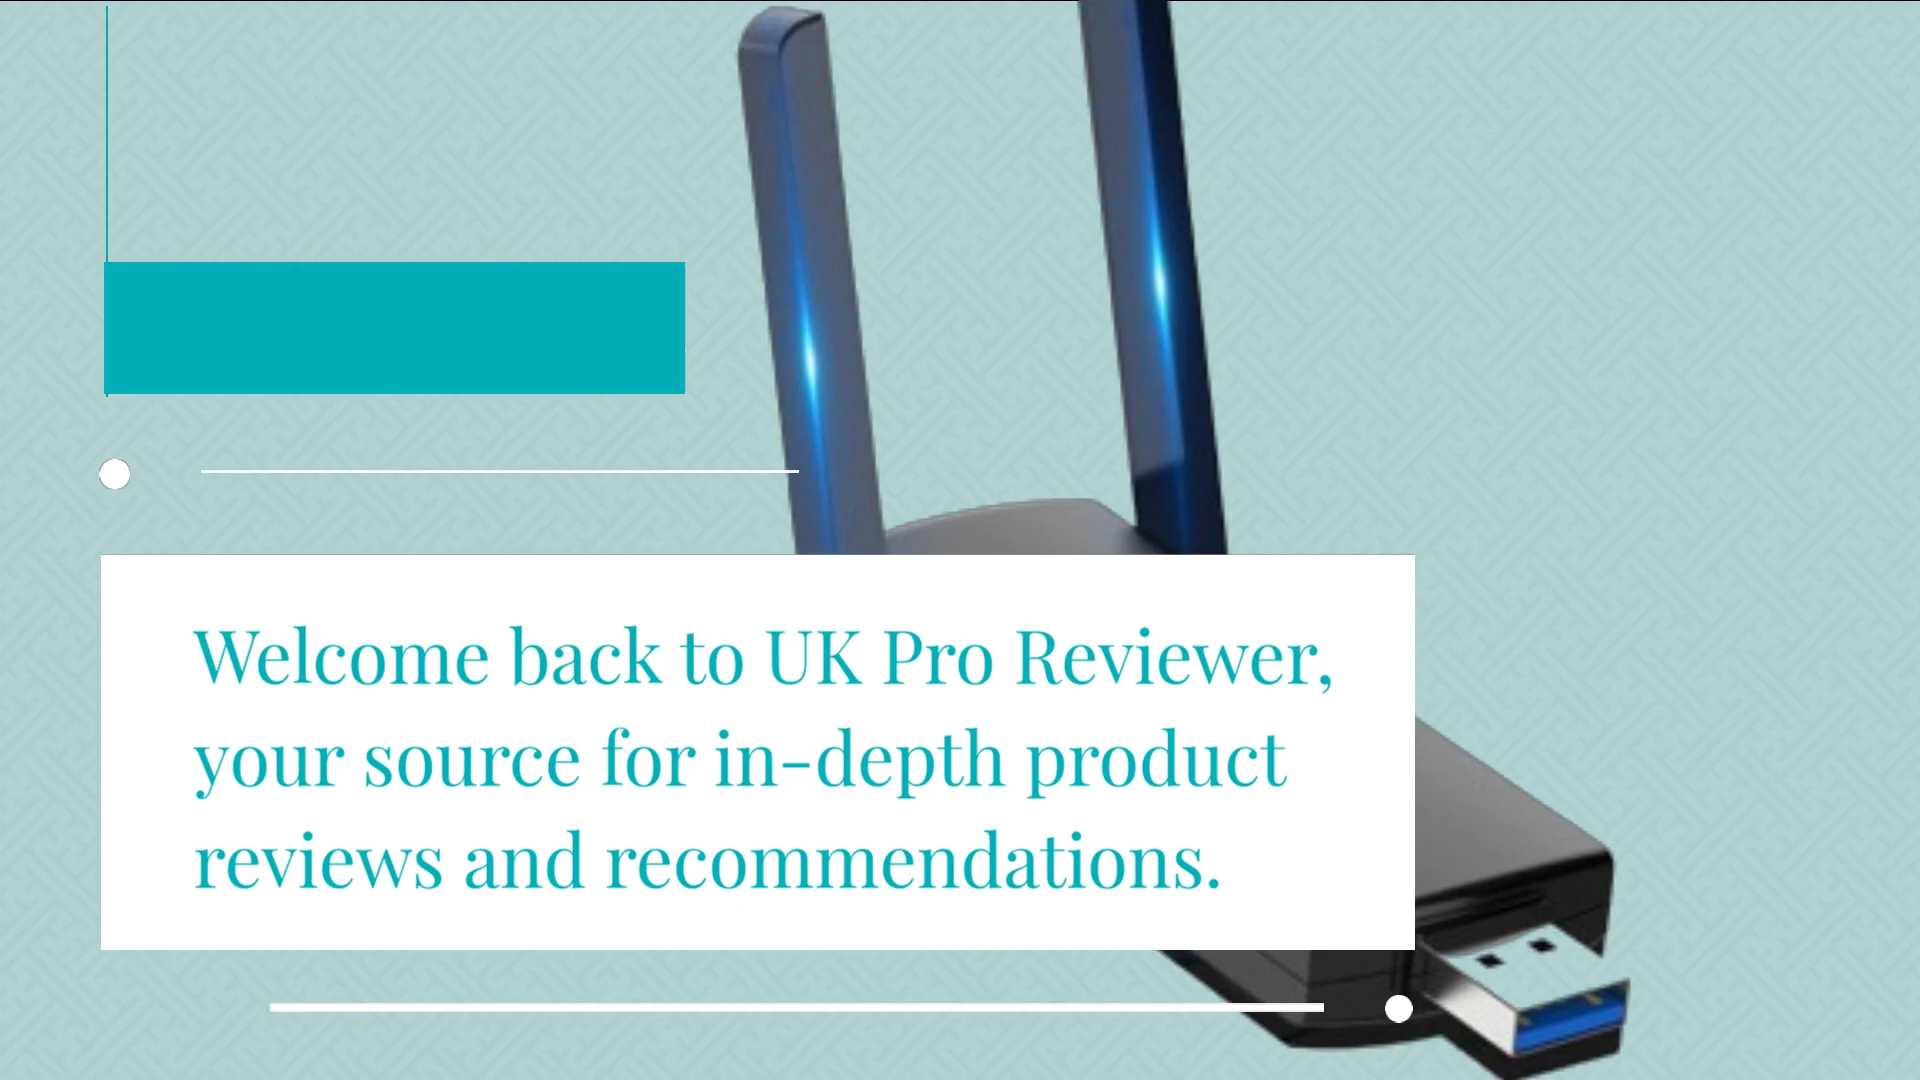 Welcome back to UK Pro Reviewer,
your source for in-depth product
reviews and recommendations.